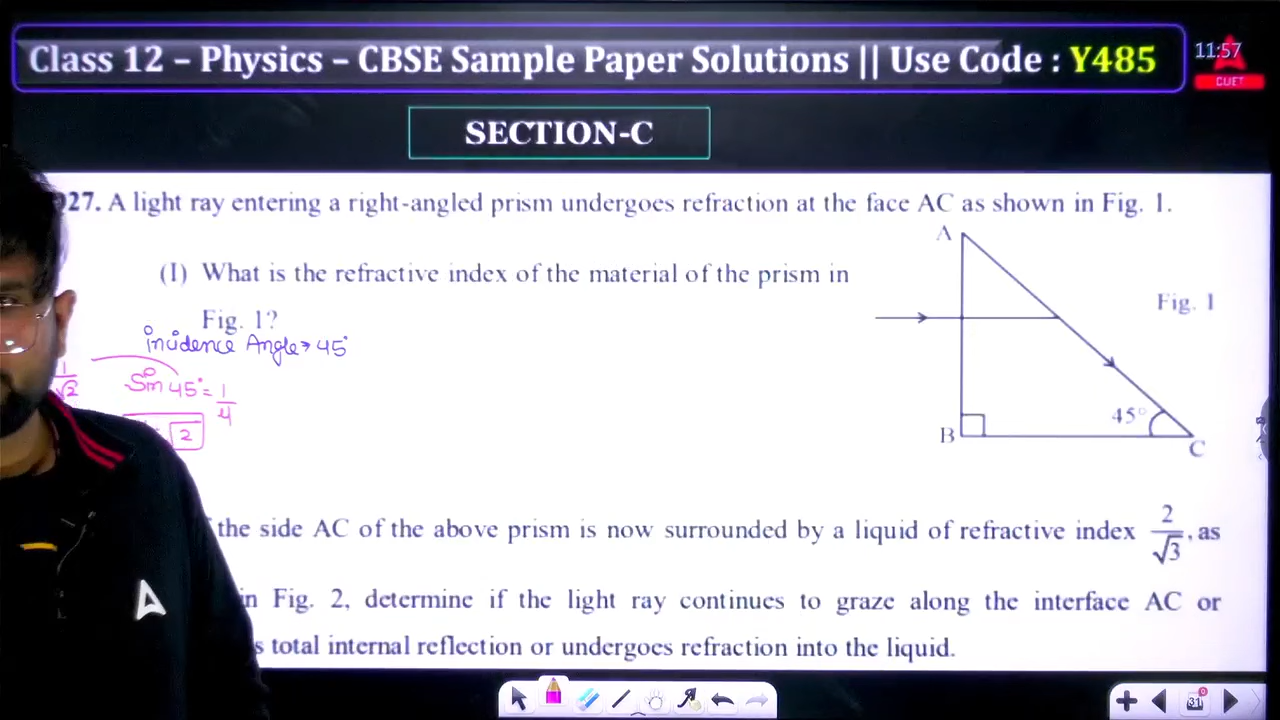 Class 12 – Physics – CBSE Sample Paper Solutions || Use Code : Y485
11:57
CUET
SECTION-C
27. A light ray entering a right-angled prism undergoes refraction at the face AC as shown in Fig. 1.
(I) What is the refractive index of the material of the prism in
Fig. 1?
incidence Angle → 45°
1/√2
Sin 45° = 1/4
2
A
Fig. 1
45°
B
C
the side AC of the above prism is now surrounded by a liquid of refractive index 2/√3, as
in Fig. 2, determine if the light ray continues to graze along the interface AC or
total internal reflection or undergoes refraction into the liquid.
31